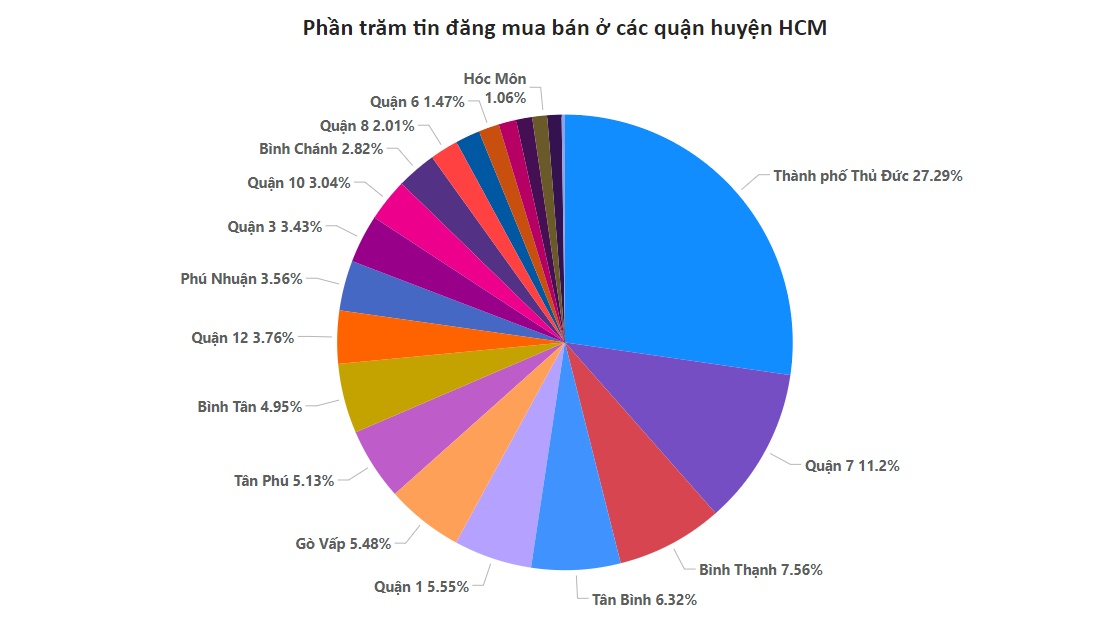 Phần trăm tin đăng mua bán ở các quận huyện HCM
Hóc Môn
1.06%
Quận 6 1.47%
Quận 8 2.01%
Bình Chánh 2.82%
Quận 10 3.04%
Quận 3 3.43%
Phú Nhuận 3.56%
Quận 12 3.76%
Bình Tân 4.95%
Tân Phú 5.13%
Gò Vấp 5.48%
Quận 1 5.55%
Tân Bình 6.32%
Bình Thạnh 7.56%
Quận 7 11.2%
Thành phố Thủ Đức 27.29%